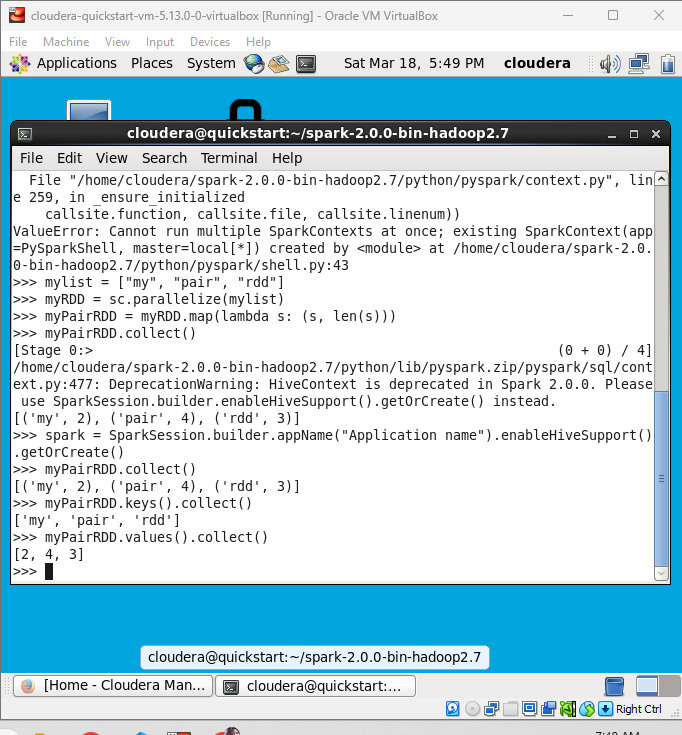 cloudera-quickstart-vm-5.13.0-0-virtualbox [Running] - Oracle VM VirtualBox
File Machine View Input Devices Help
Applications Places System Sat Mar 18, 5:49 PM cloudera
cloudera@quickstart:~/spark-2.0.0-bin-hadoop2.7
File Edit View Search Terminal Help
  File "/home/cloudera/spark-2.0.0-bin-hadoop2.7/python/pyspark/context.py", lin
e 259, in _ensure_initialized
    callsite.function, callsite.file, callsite.linenum))
ValueError: Cannot run multiple SparkContexts at once; existing SparkContext(app
=PySparkShell, master=local[*]) created by <module> at /home/cloudera/spark-2.0.
0-bin-hadoop2.7/python/pyspark/shell.py:43
>>> mylist = ["my", "pair", "rdd"]
>>> myRDD = sc.parallelize(mylist)
>>> myPairRDD = myRDD.map(lambda s: (s, len(s)))
>>> myPairRDD.collect()
[Stage 0:> (0 + 0) / 4]
/home/cloudera/spark-2.0.0-bin-hadoop2.7/python/lib/pyspark.zip/pyspark/sql/cont
ext.py:477: DeprecationWarning: HiveContext is deprecated in Spark 2.0.0. Please
 use SparkSession.builder.enableHiveSupport().getOrCreate() instead.
[('my', 2), ('pair', 4), ('rdd', 3)]
>>> spark = SparkSession.builder.appName("Application name").enableHiveSupport()
.getOrCreate()
>>> myPairRDD.collect()
[('my', 2), ('pair', 4), ('rdd', 3)]
>>> myPairRDD.keys().collect()
['my', 'pair', 'rdd']
>>> myPairRDD.values().collect()
[2, 4, 3]
>>>
cloudera@quickstart:~/spark-2.0.0-bin-hadoop2.7
[Home - Cloudera Man... cloudera@quickstart:...
Right Ctrl